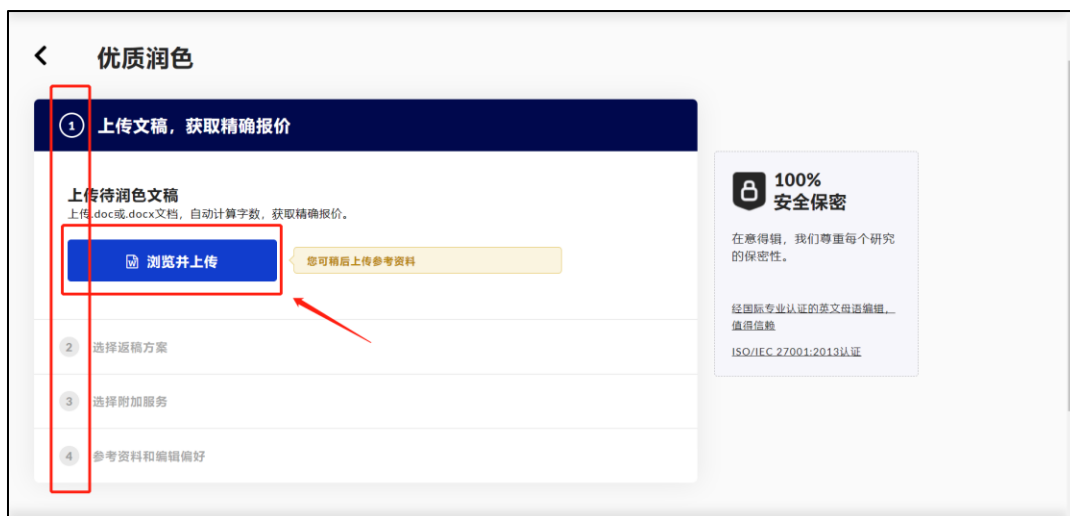 优质润色
1 上传文稿，获取精确报价
上传待润色文稿
上传.doc或.docx文档，自动计算字数，获取精确报价。
浏览并上传
您可稍后上传参考资料
2 选择返稿方案
3 选择附加服务
4 参考资料和编辑偏好
100%
安全保密
在意得辑，我们尊重每个研究
的保密性。
经国际专业认证的英文母语编辑，
值得信赖
ISO/IEC 27001:2013认证